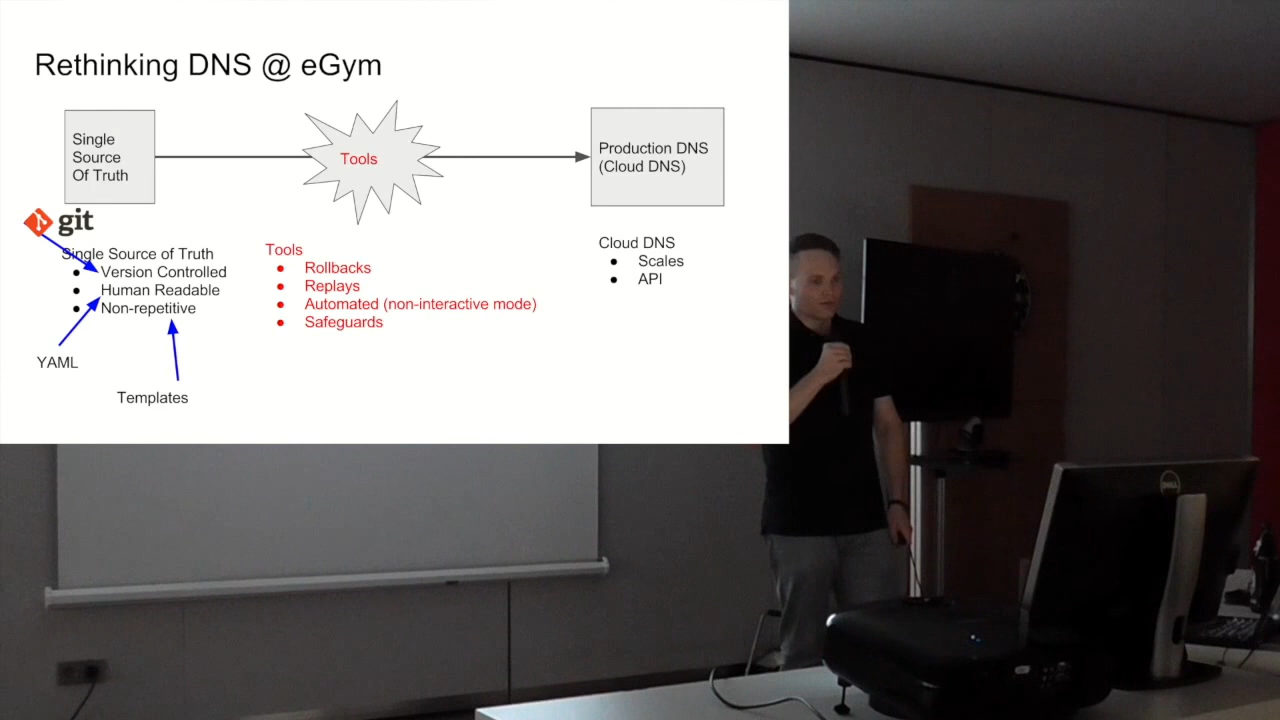 Rethinking DNS @ eGym
Single
Source
Of Truth
Tools
Production DNS
(Cloud DNS)
git
Single Source of Truth
● Version Controlled
● Human Readable
● Non-repetitive
YAML
Templates
Tools
● Rollbacks
● Replays
● Automated (non-interactive mode)
● Safeguards
Cloud DNS
● Scales
● API
DELL